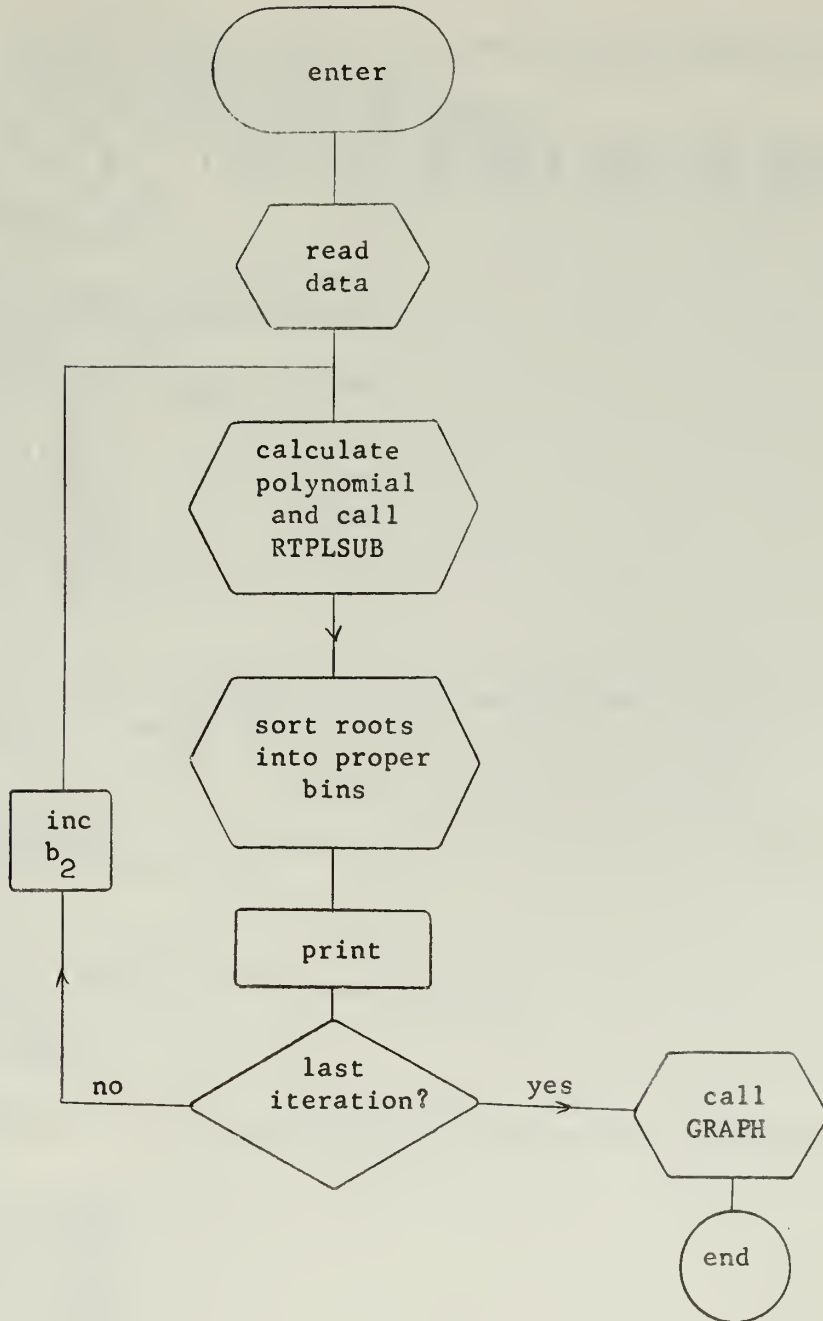 enter
read
data
calculate
polynomial
and call
RTPLSUB
sort roots
into proper
bins
inc
b₂
print
last
iteration?
no
yes
call
GRAPH
end